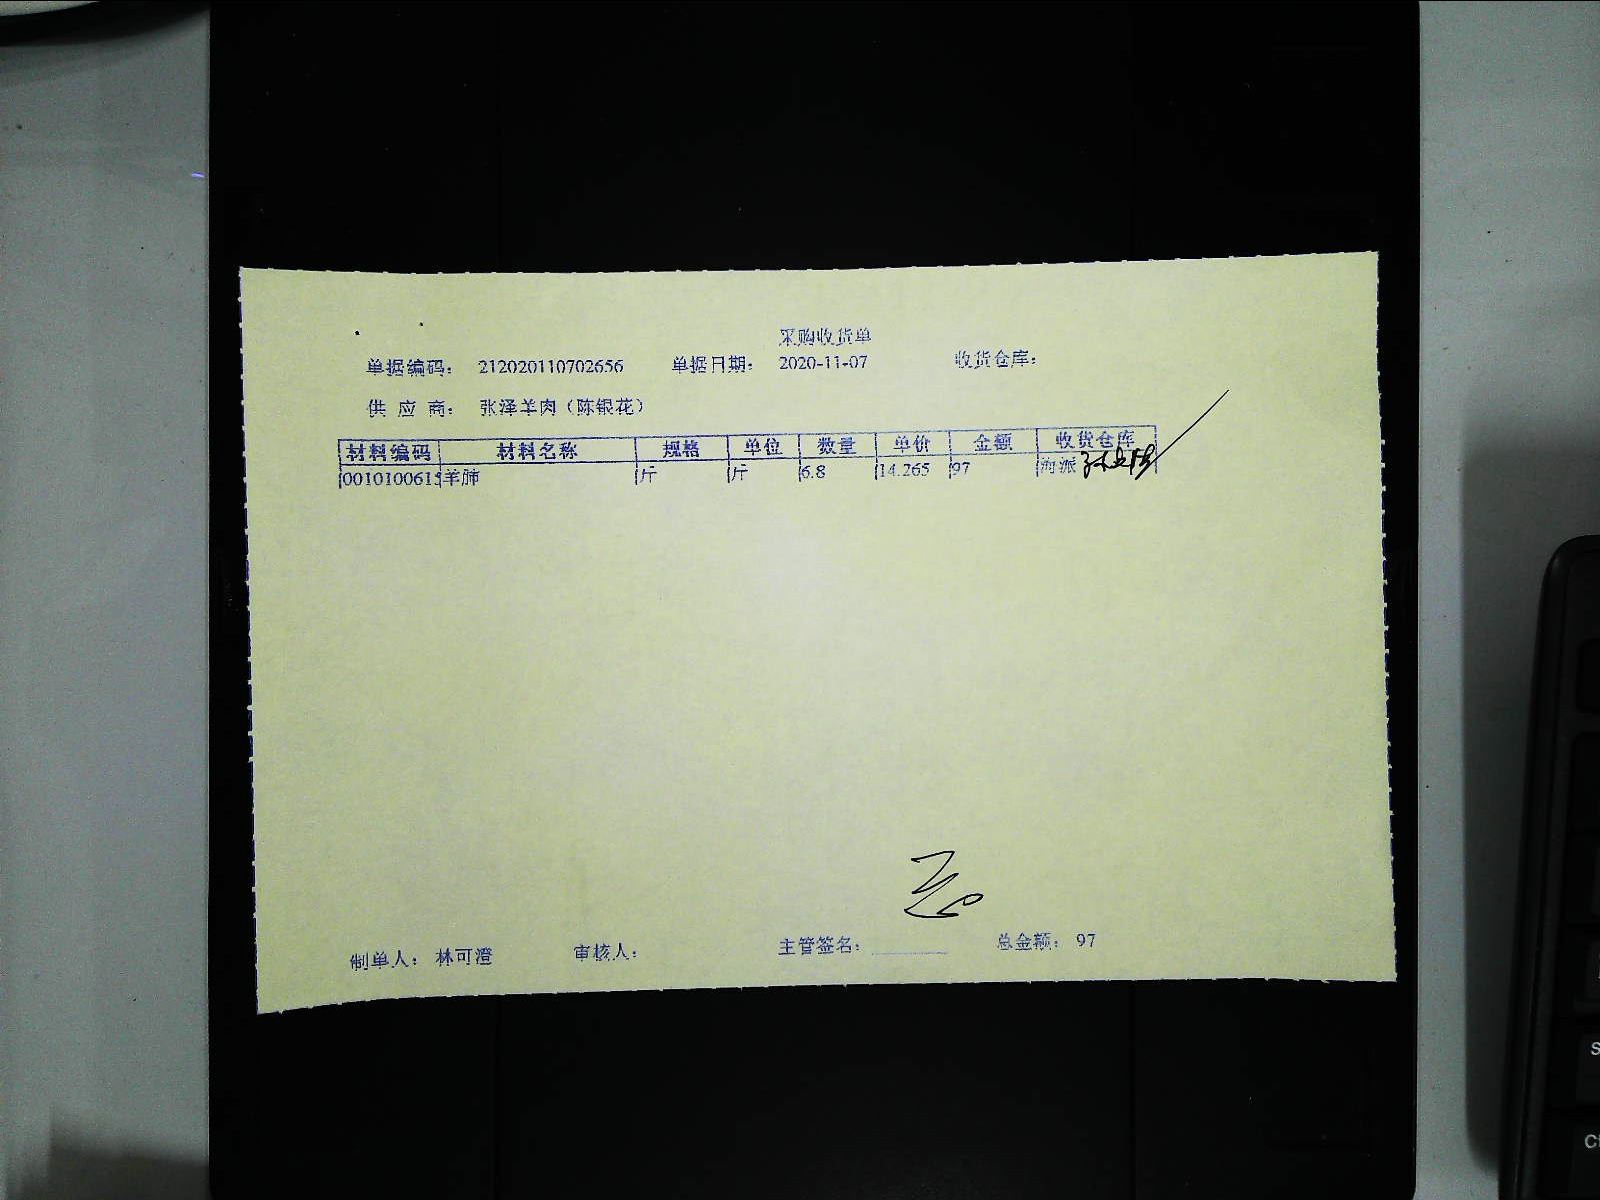 采购收货单
单据编码： 212020110702656 单据日期： 2020-11-07 收货仓库：
供 应 商： 张泽羊肉（陈银花）
材料编码 材料名称 规格 单位 数量 单价 金额 收货仓库
0010100615 羊肺 斤 斤 6.8 14.265 97 海派
制单人： 林可澄 审核人： 主管签名： 总金额： 97